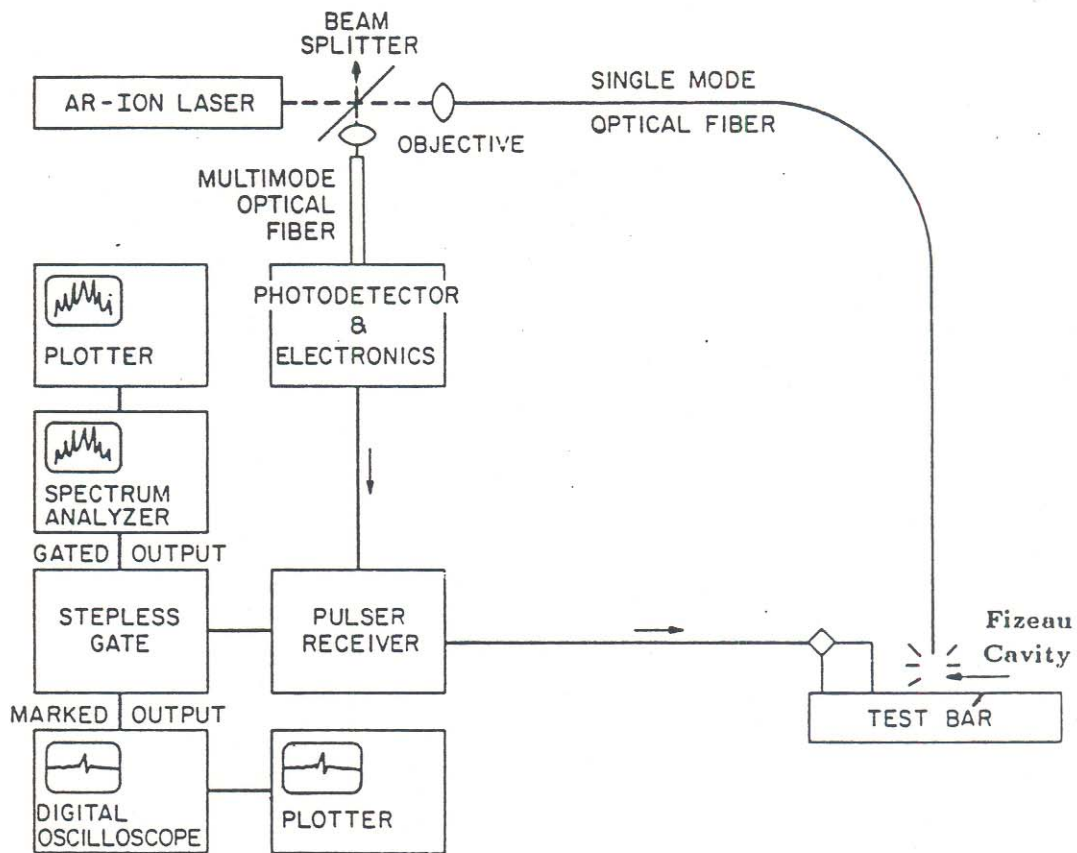 BEAM
SPLITTER
AR-ION LASER
SINGLE MODE
OPTICAL FIBER
OBJECTIVE
MULTIMODE
OPTICAL
FIBER
PLOTTER
PHOTODETECTOR
&
ELECTRONICS
SPECTRUM
ANALYZER
GATED OUTPUT
STEPLESS
GATE
PULSER
RECEIVER
Fizeau
Cavity
TEST BAR
MARKED OUTPUT
DIGITAL
OSCILLOSCOPE
PLOTTER